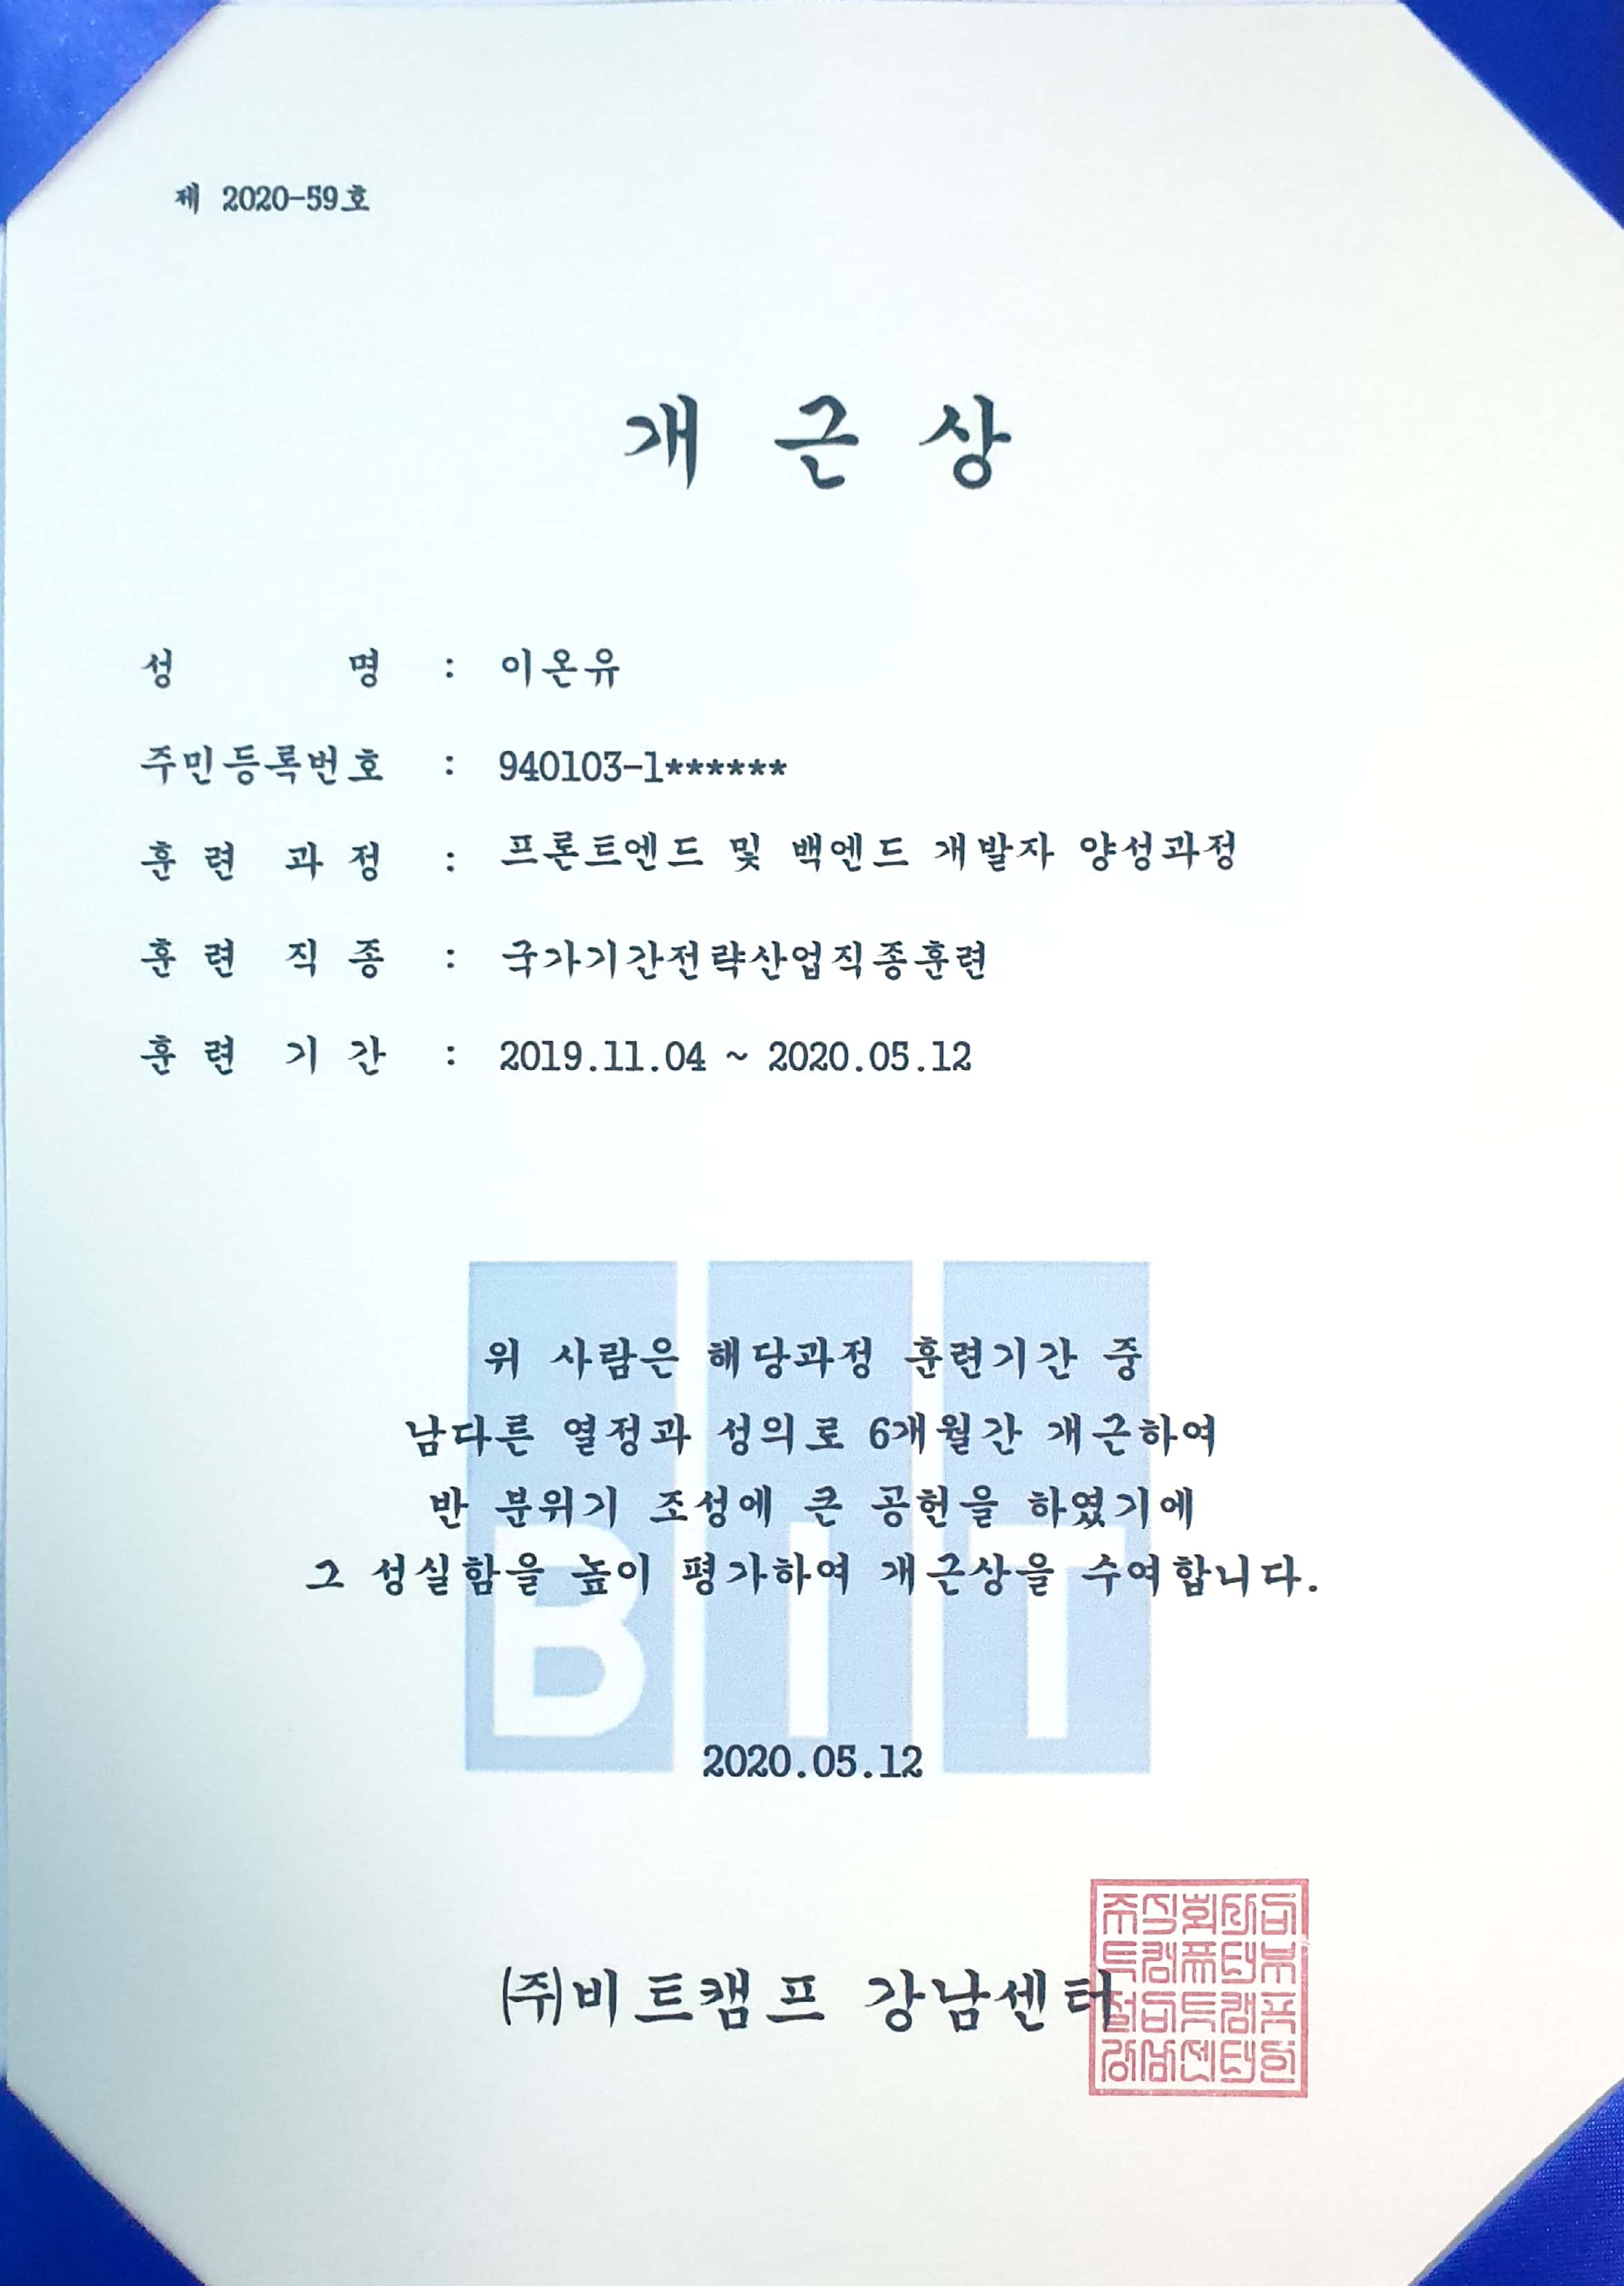 제 2020-59호
개 근 상
성 명 : 이온유
주민등록번호 : 940103-1******
훈 련 과 정 : 프론트엔드 및 백엔드 개발자 양성과정
훈 련 직 종 : 국가기간전략산업직종훈련
훈 련 기 간 : 2019.11.04 ~ 2020.05.12
위 사람은 해당과정 훈련기간 중
남다른 열정과 성의로 6개월간 개근하여
반 분위기 조성에 큰 공헌을 하였기에
그 성실함을 높이 평가하여 개근상을 수여합니다.
BIT
2020.05.12
(주)비트캠프 강남센터